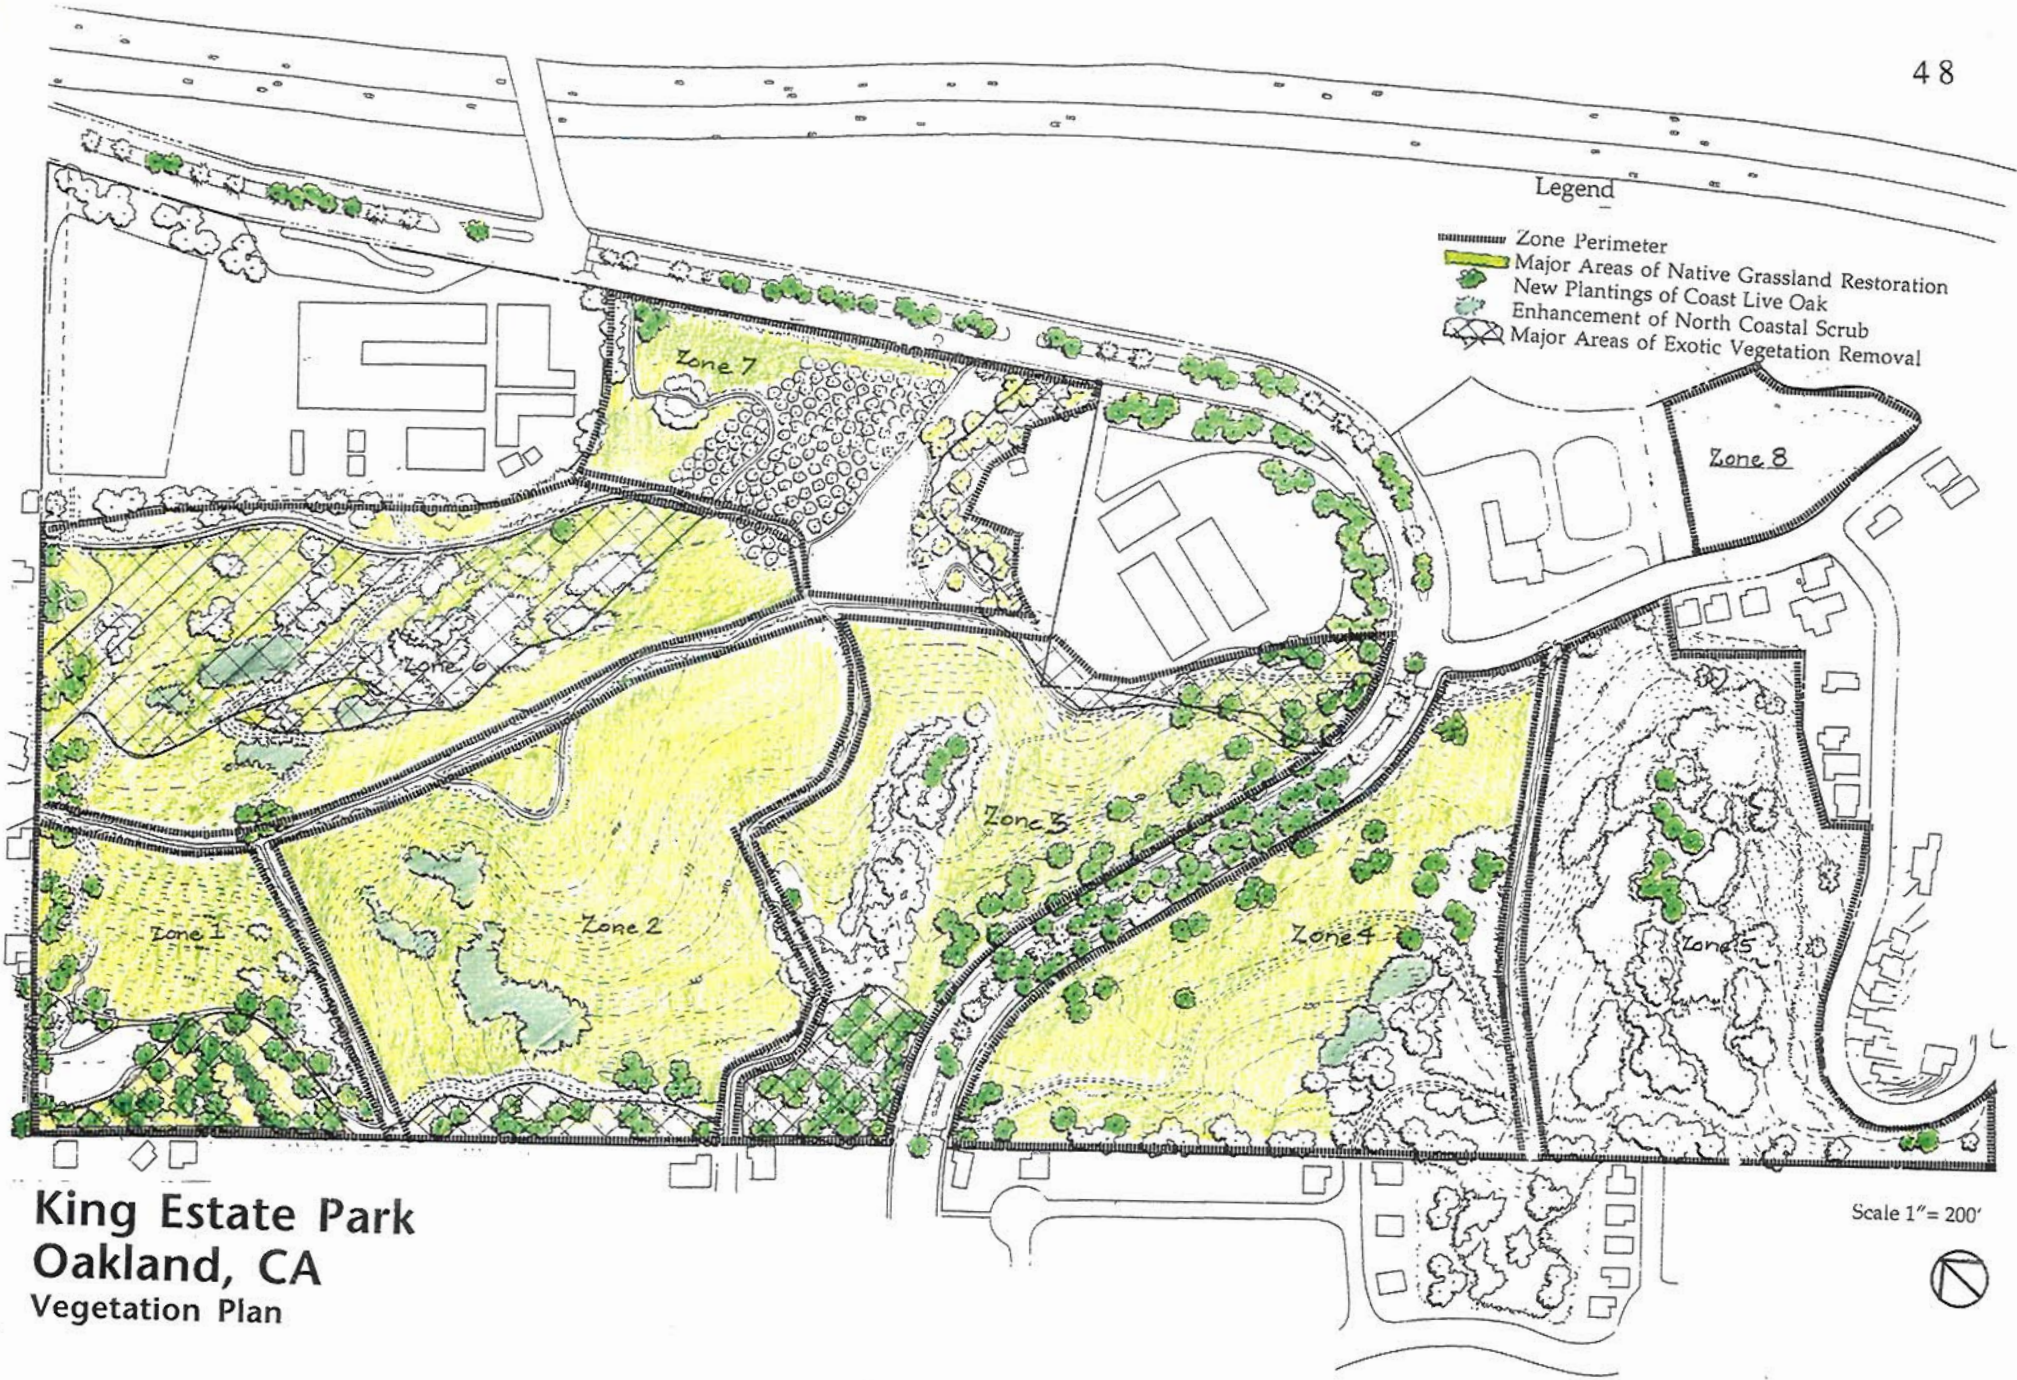 48
Legend
Zone Perimeter
Major Areas of Native Grassland Restoration
New Plantings of Coast Live Oak
Enhancement of North Coastal Scrub
Major Areas of Exotic Vegetation Removal
Zone 7
Zone 8
Zone 6
Zone 3
Zone 1
Zone 2
Zone 4
Zone 5
King Estate Park
Oakland, CA
Vegetation Plan
Scale 1"= 200'